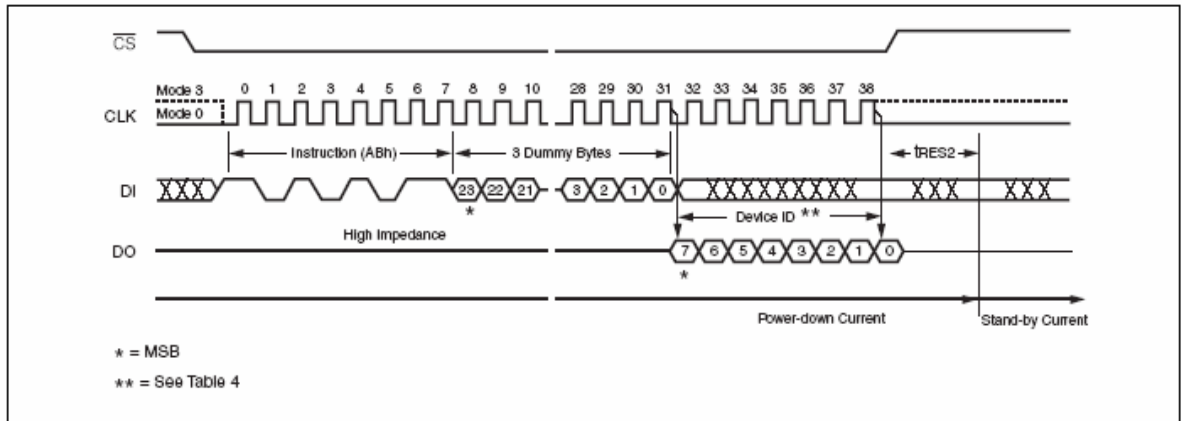 CS
Mode 3 0 1 2 3 4 5 6 7 8 9 10 28 29 30 31 32 33 34 35 36 37 38
CLK Mode 0
Instruction (ABh) 3 Dummy Bytes tRES2
DI 23 22 21 3 2 1 0
*
Device ID **
High Impedance
DO 7 6 5 4 3 2 1 0
*
Power-down Current Stand-by Current
* = MSB
** = See Table 4